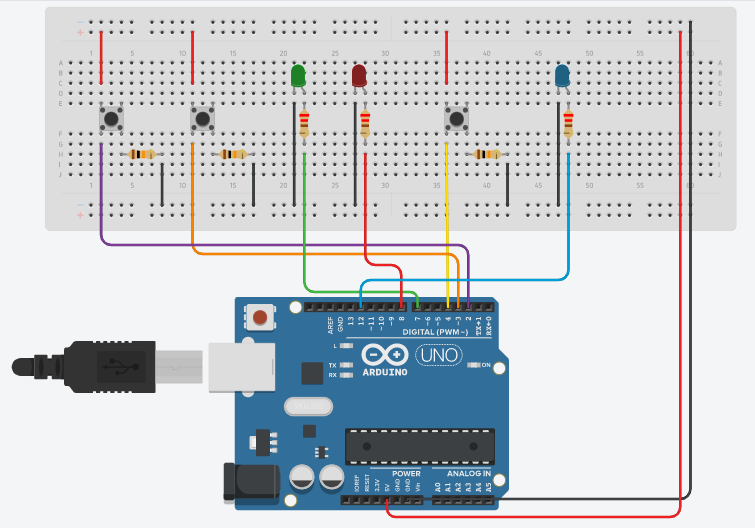 1 5 10 15 20 25 30 35 40 45 50 55 60
A A
B B
C C
D D
E E
F F
G G
H H
I I
J J
1 5 10 15 20 25 30 35 40 45 50 55 60
AREF GND 13 12 ~11 ~10 ~9 8 7 ~6 ~5 4 ~3 2 TX→1 RX←0
DIGITAL (PWM~)
L
TX
RX
UNO
ON
ARDUINO
POWER ANALOG IN
IOREF RESET 3.3V 5V GND GND Vin A0 A1 A2 A3 A4 A5